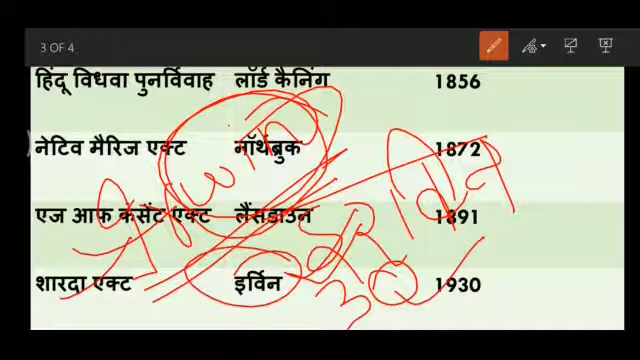 3 OF 4
हिंदू विधवा पुनर्विवाह लॉर्ड कैनिंग 1856
नेटिव मैरिज एक्ट नॉर्थब्रुक 1872
एज आफ कंसेंट एक्ट लैंसडाउन 1891
शारदा एक्ट इर्विन 1930